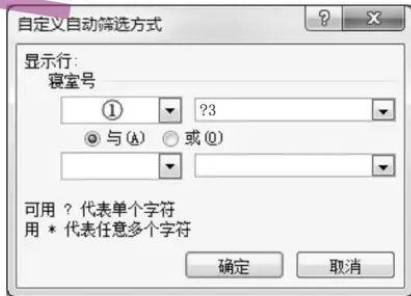 自定义自动筛选方式
显示行:
寝室号
① ?3
与(A) 或(O)
可用 ? 代表单个字符
用 * 代表任意多个字符
确定 取消